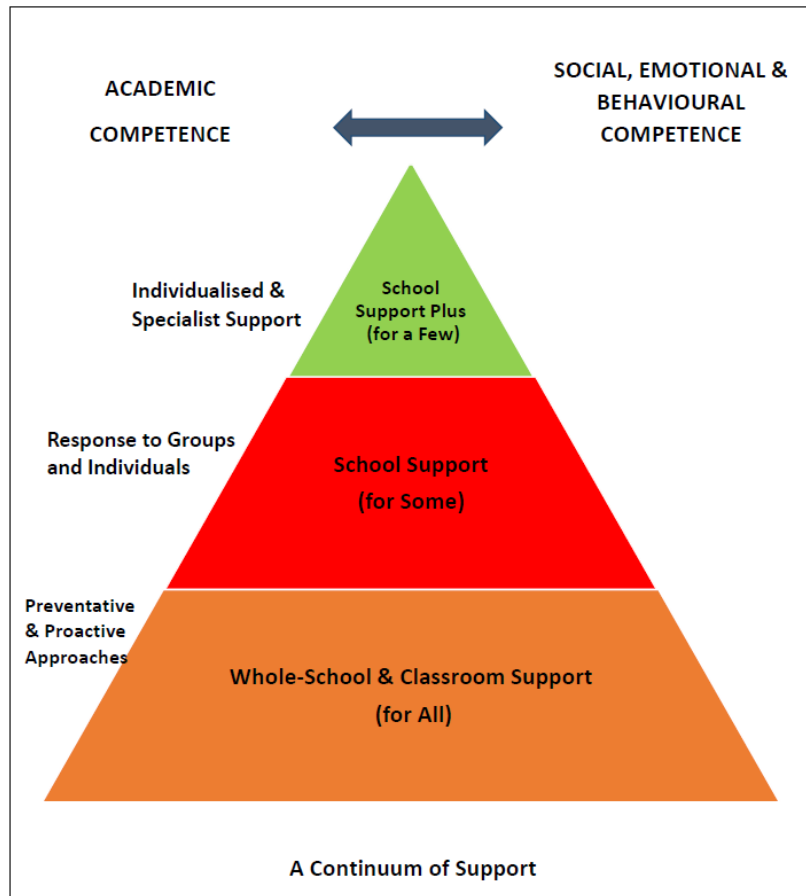 ACADEMIC
COMPETENCE
SOCIAL, EMOTIONAL &
BEHAVIOURAL
COMPETENCE
Individualised &
Specialist Support
School
Support Plus
(for a Few)
Response to Groups
and Individuals
School Support
(for Some)
Preventative
& Proactive
Approaches
Whole-School & Classroom Support
(for All)
A Continuum of Support